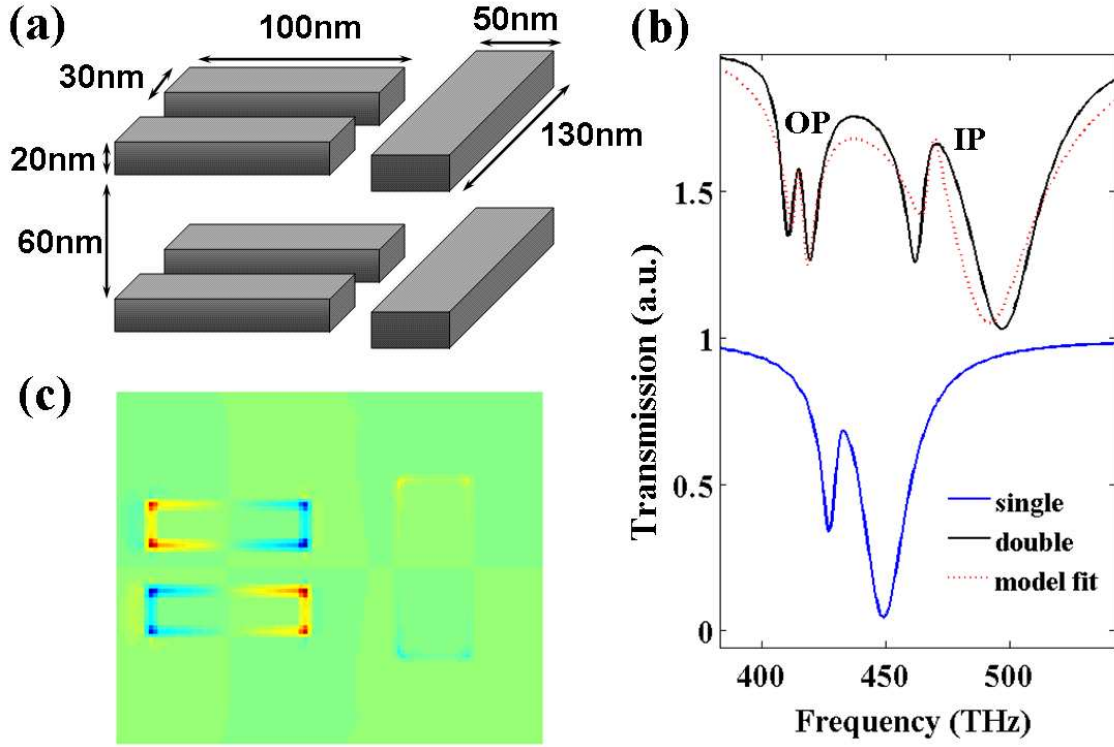 (a)
100nm
50nm
30nm
130nm
20nm
60nm
(b)
OP
IP
1.5
1
0.5
0
Transmission (a.u.)
single
double
model fit
400
450
500
Frequency (THz)
(c)